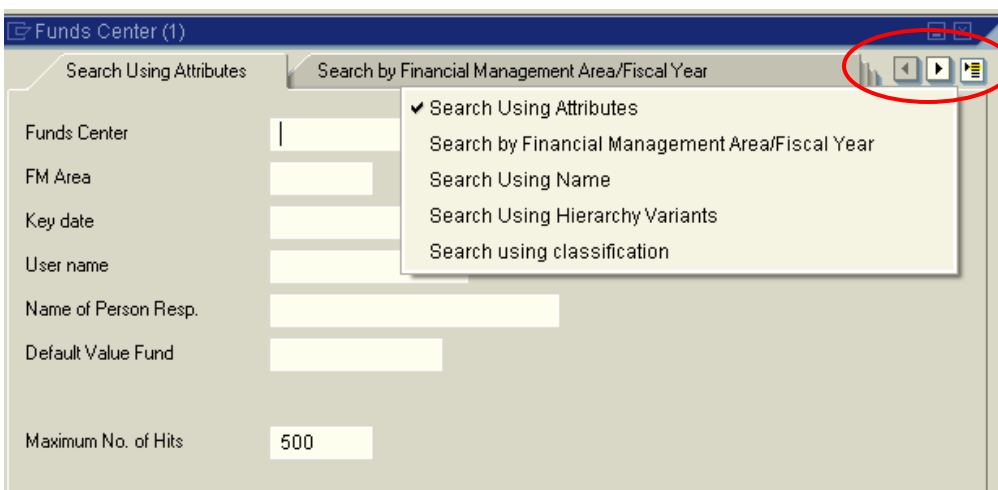 Funds Center (1)
Search Using Attributes Search by Financial Management Area/Fiscal Year
✔ Search Using Attributes
Search by Financial Management Area/Fiscal Year
Search Using Name
Search Using Hierarchy Variants
Search using classification
Funds Center
FM Area
Key date
User name
Name of Person Resp.
Default Value Fund
Maximum No. of Hits 500